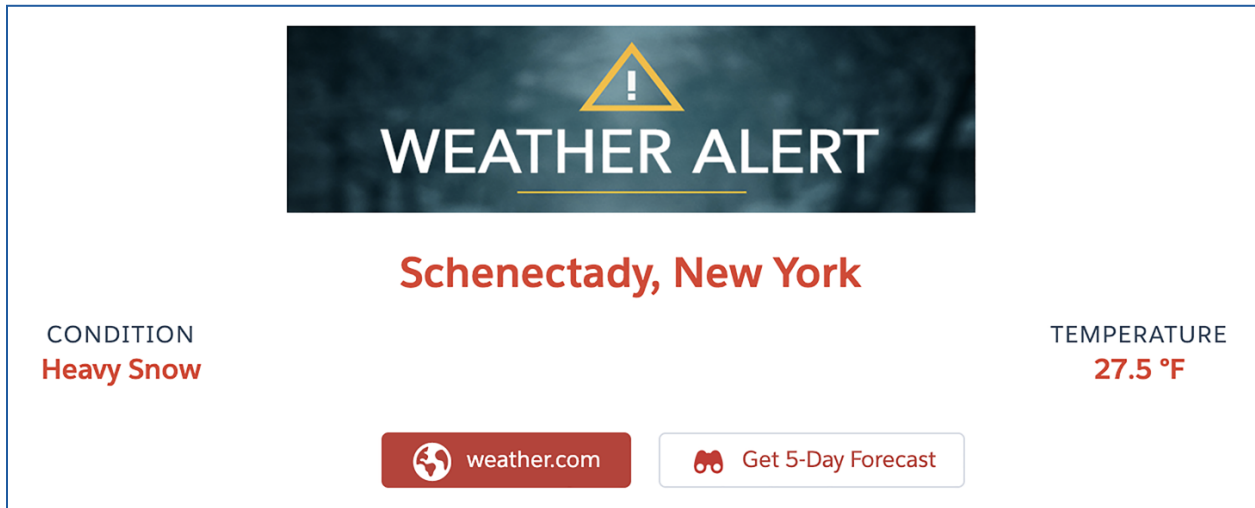 !
WEATHER ALERT
Schenectady, New York
CONDITION
Heavy Snow
TEMPERATURE
27.5 °F
weather.com
Get 5-Day Forecast